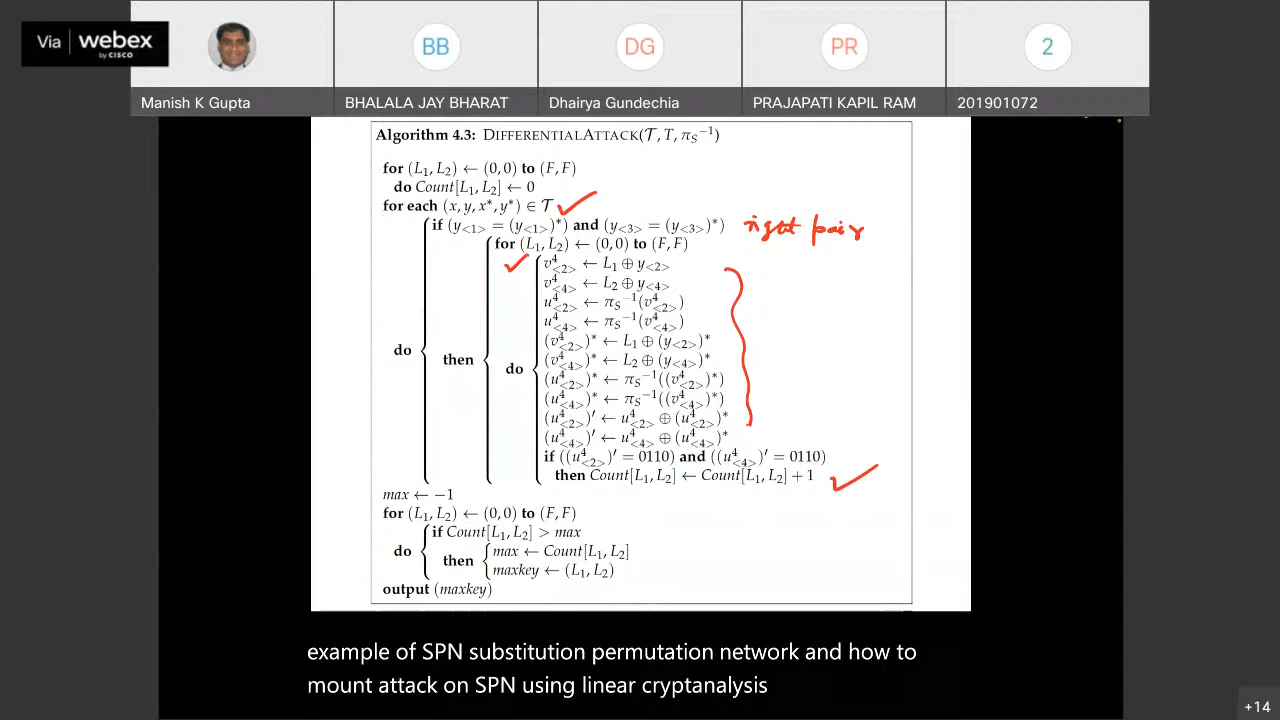 Via webex
by CISCO
BB
DG
PR
2
Manish K Gupta
BHALALA JAY BHARAT
Dhairya Gundechia
PRAJAPATI KAPIL RAM
201901072
Algorithm 4.3: DIFFERENTIALATTACK(𝒯, T, π_S⁻¹)
for (L₁, L₂) ← (0, 0) to (F, F)
do Count[L₁, L₂] ← 0
for each (x, y, x*, y*) ∈ 𝒯
if (y<1> = (y<1>)*) and (y<3> = (y<3>)*) right pair
for (L₁, L₂) ← (0, 0) to (F, F)
v⁴<2> ← L₁ ⊕ y<2>
v⁴<4> ← L₂ ⊕ y<4>
u⁴<2> ← π_S⁻¹(v⁴<2>)
u⁴<4> ← π_S⁻¹(v⁴<4>)
(v⁴<2>)* ← L₁ ⊕ (y<2>)*
do then do (v⁴<4>)* ← L₂ ⊕ (y<4>)*
(u⁴<2>)* ← π_S⁻¹((v⁴<2>)*)
(u⁴<4>)* ← π_S⁻¹((v⁴<4>)*)
(u⁴<2>)′ ← u⁴<2> ⊕ (u⁴<2>)*
(u⁴<4>)′ ← u⁴<4> ⊕ (u⁴<4>)*
if ((u⁴<2>)′ = 0110) and ((u⁴<4>)′ = 0110)
then Count[L₁, L₂] ← Count[L₁, L₂] + 1
max ← −1
for (L₁, L₂) ← (0, 0) to (F, F)
if Count[L₁, L₂] > max
do then max ← Count[L₁, L₂]
maxkey ← (L₁, L₂)
output (maxkey)
example of SPN substitution permutation network and how to
mount attack on SPN using linear cryptanalysis
+14